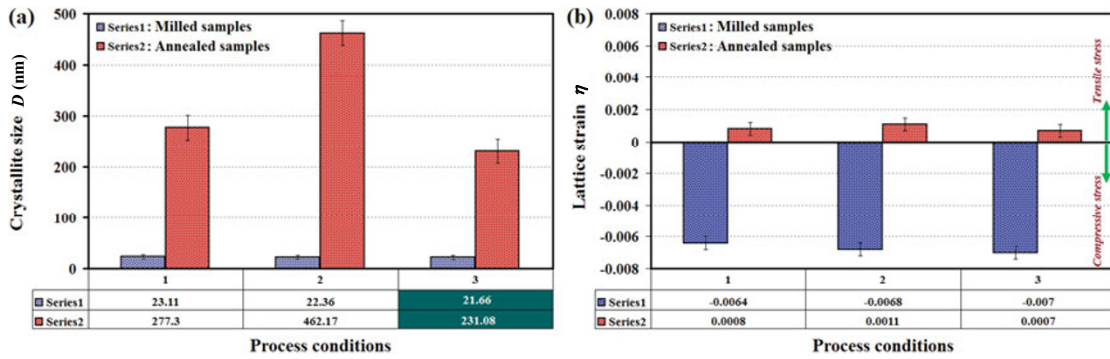 (a)
500
Series1: Milled samples
Series2: Annealed samples
400
300
200
100
0
Crystallite size D (nm)
1 2 3
Series1 23.11 22.36 21.66
Series2 277.3 462.17 231.08
Process conditions
(b)
0.008
Series1: Milled samples
Series2: Annealed samples
0.006
0.004
0.002
0
-0.002
-0.004
-0.006
-0.008
Lattice strain η
Tensile stress
Compressive stress
1 2 3
Series1 -0.0064 -0.0068 -0.007
Series2 0.0008 0.0011 0.0007
Process conditions